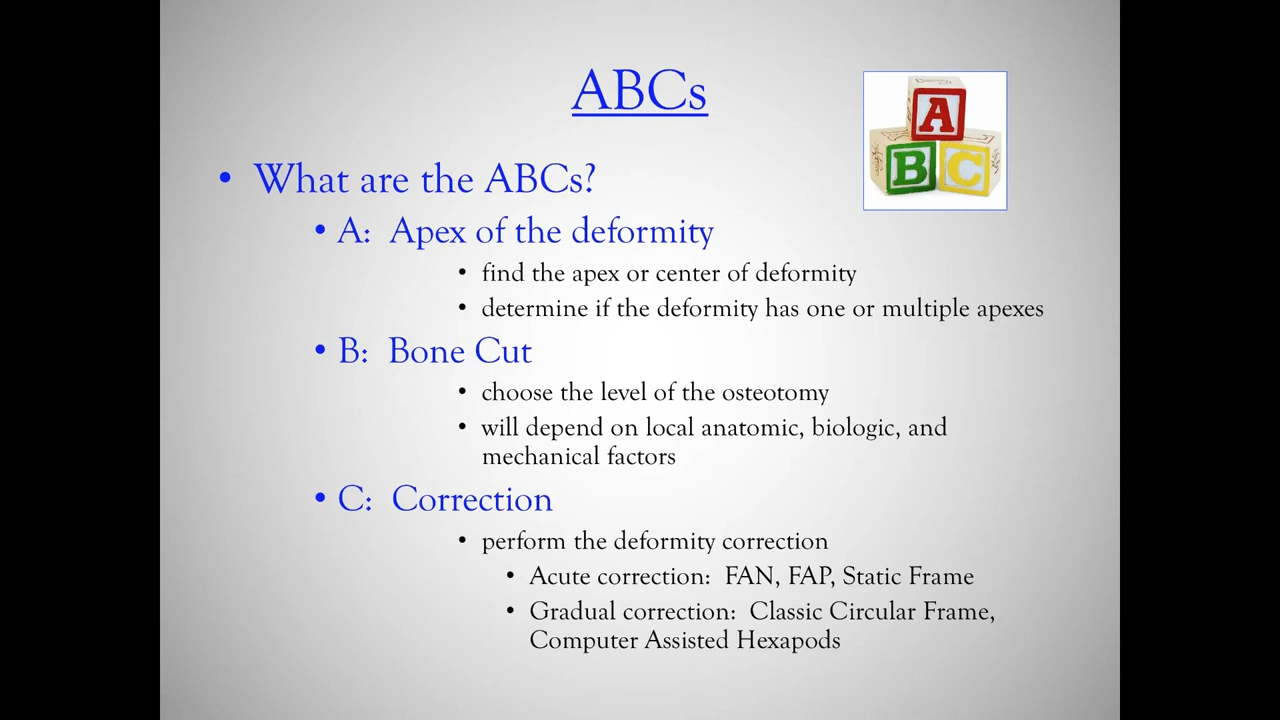 ABCs
A
B C
• What are the ABCs?
• A: Apex of the deformity
• find the apex or center of deformity
• determine if the deformity has one or multiple apexes
• B: Bone Cut
• choose the level of the osteotomy
• will depend on local anatomic, biologic, and
mechanical factors
• C: Correction
• perform the deformity correction
• Acute correction: FAN, FAP, Static Frame
• Gradual correction: Classic Circular Frame,
Computer Assisted Hexapods